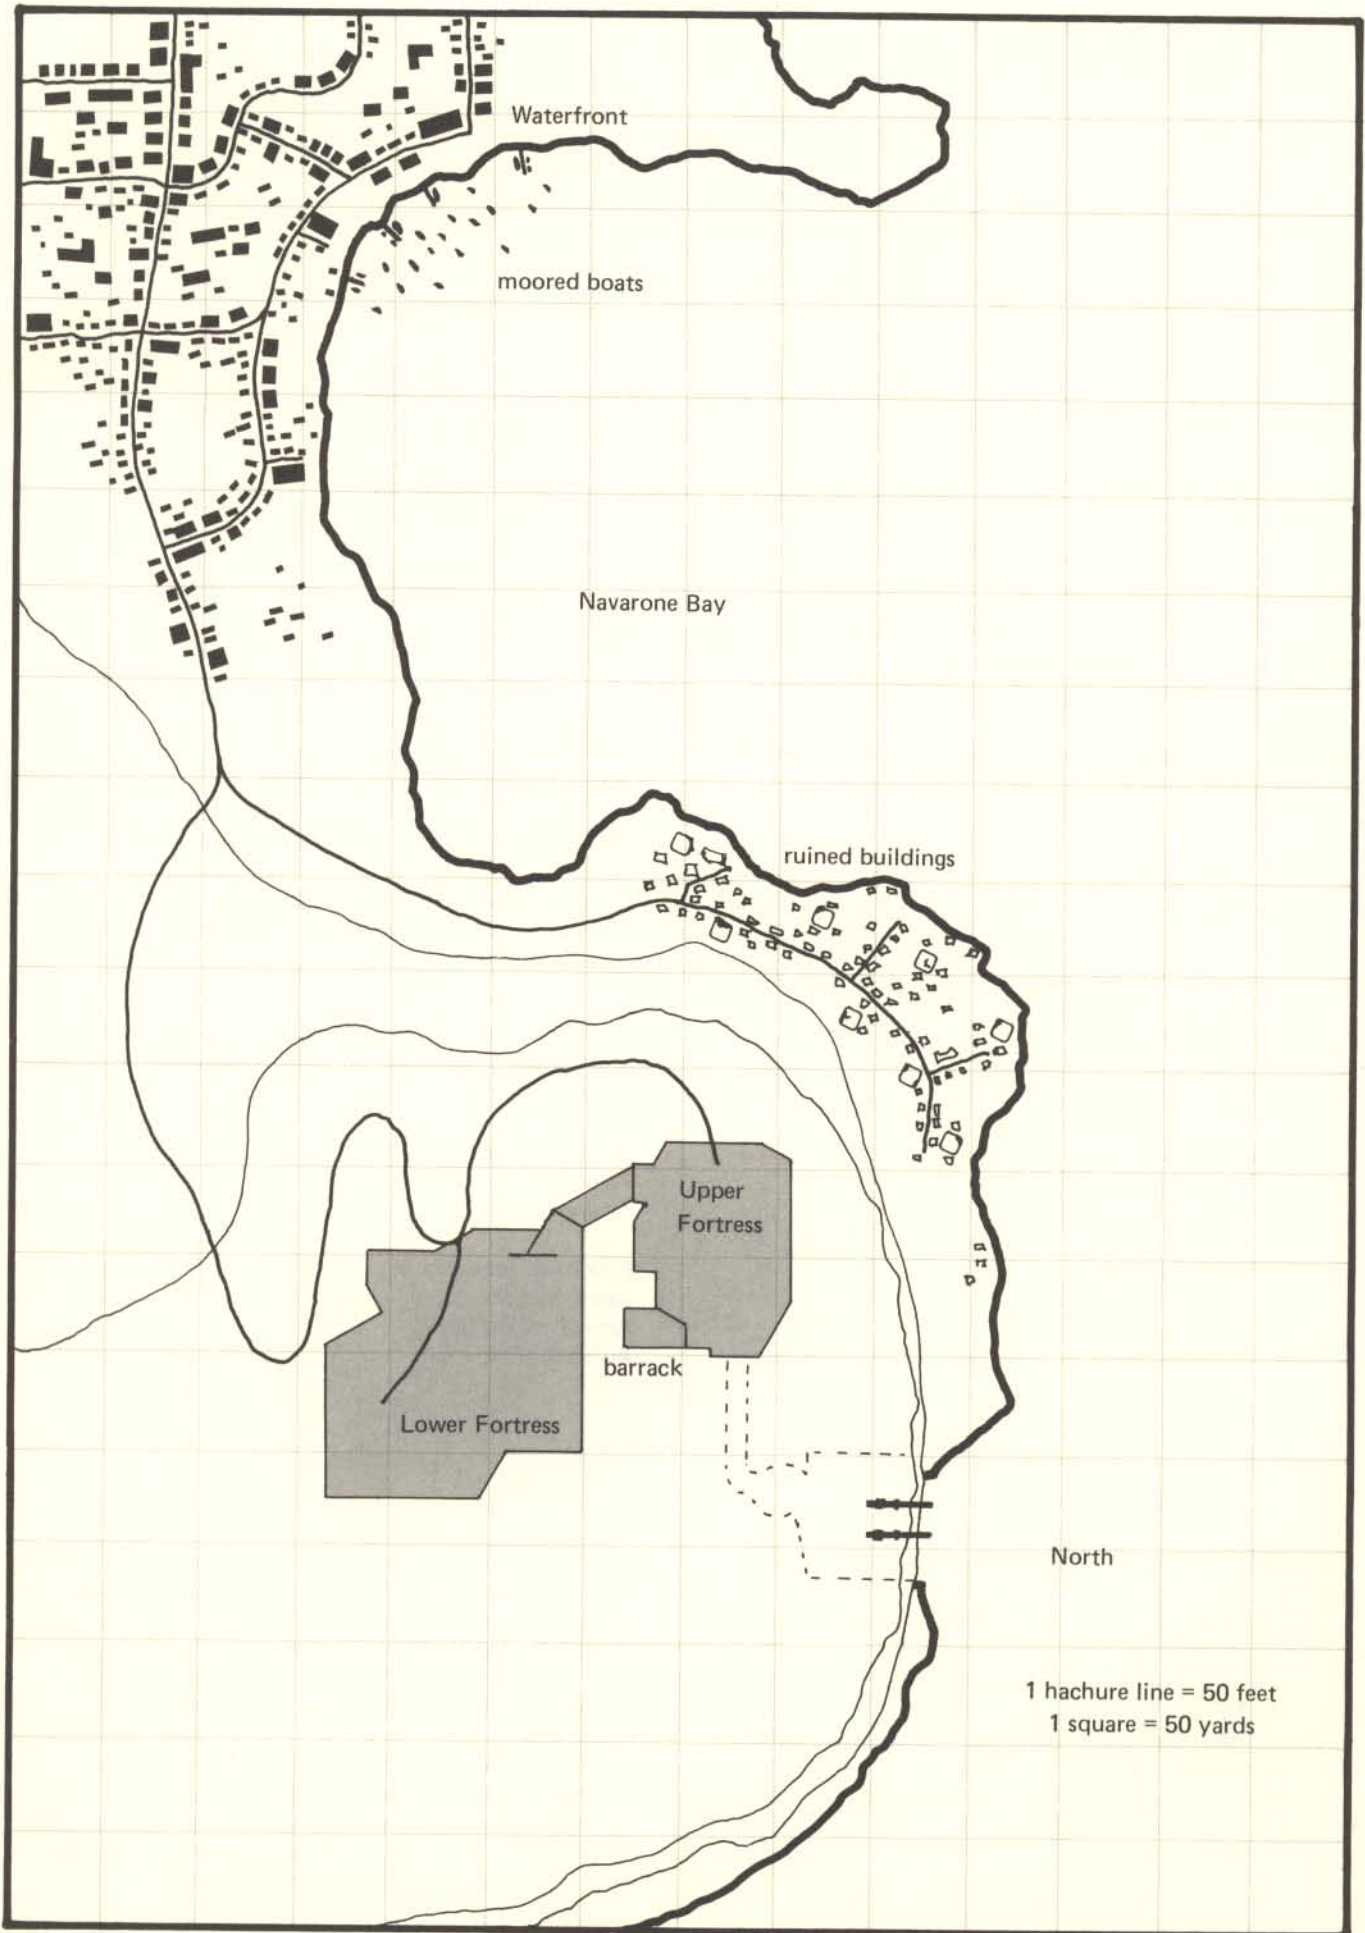 Waterfront
moored boats
Navarone Bay
ruined buildings
Upper
Fortress
barrack
Lower Fortress
North
1 hachure line = 50 feet
1 square = 50 yards